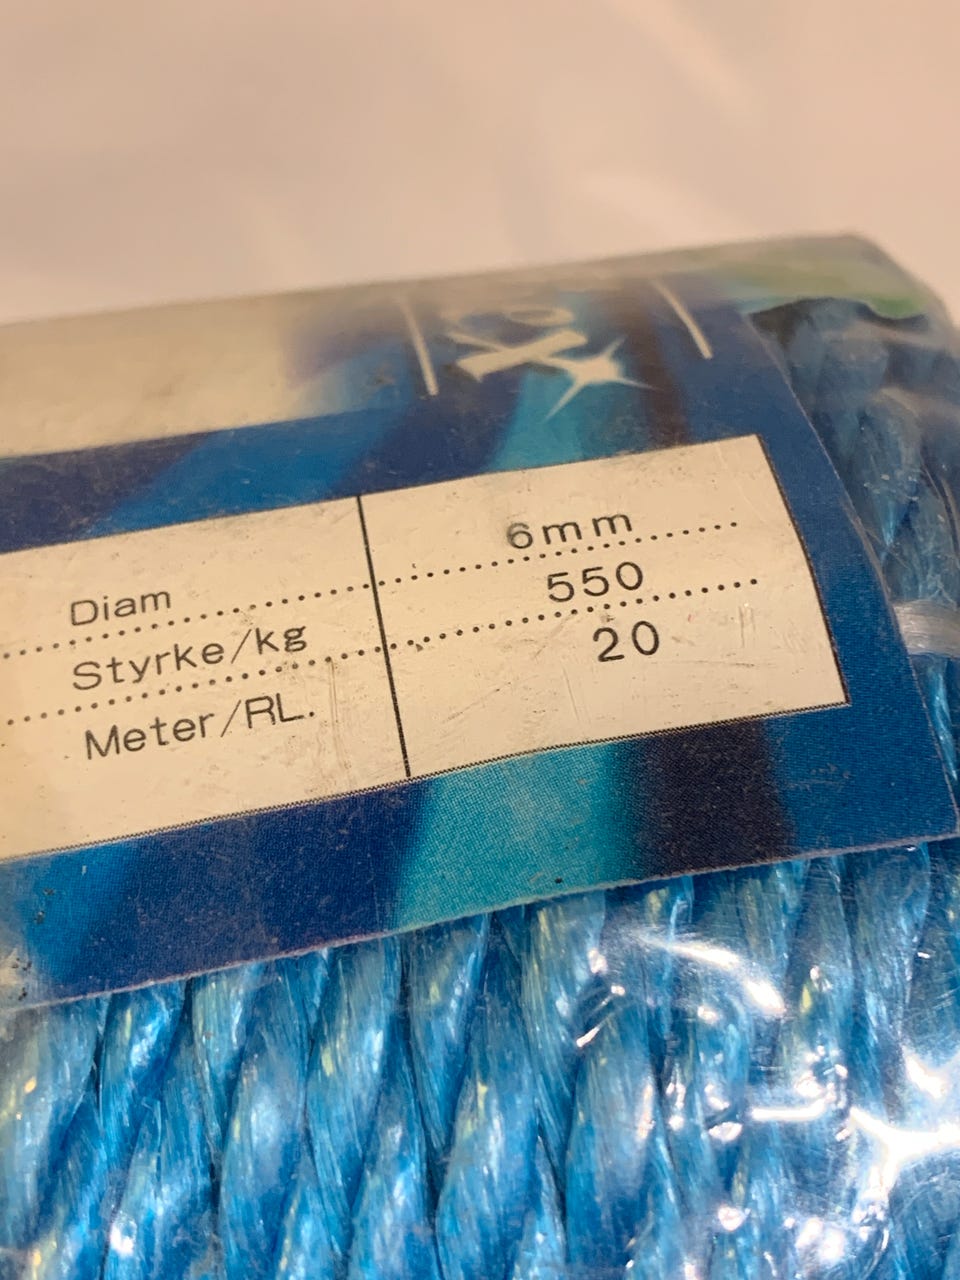 Diam 6mm
Styrke/kg 550
Meter/RL. 20